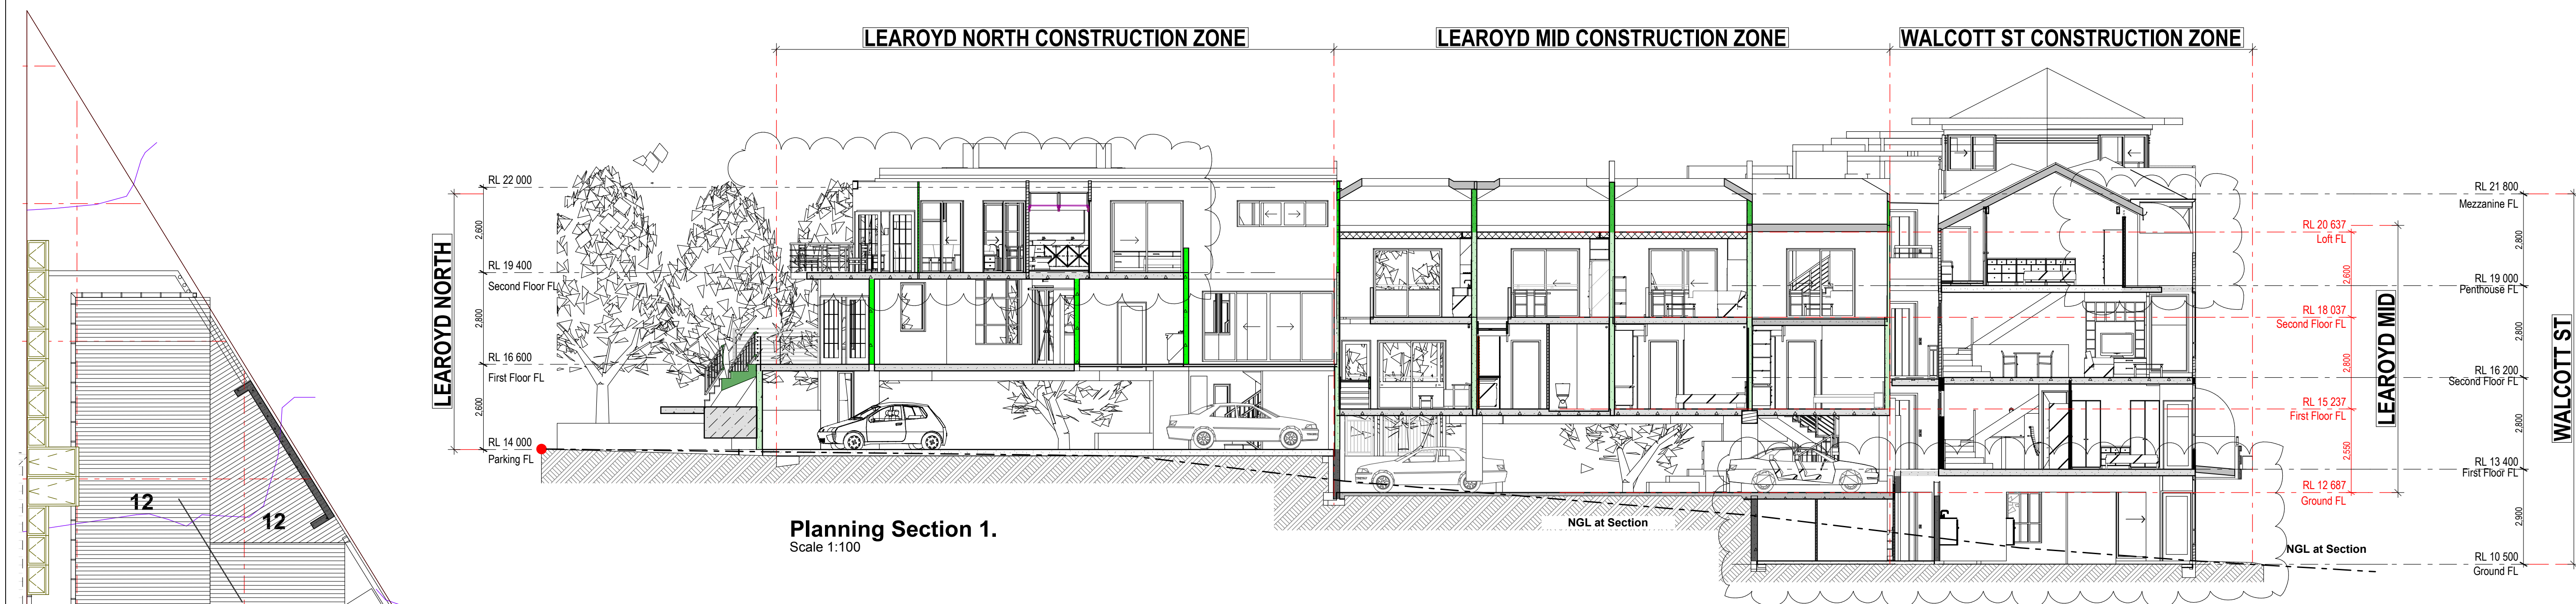 LEAROYD NORTH CONSTRUCTION ZONE
LEAROYD MID CONSTRUCTION ZONE
WALCOTT ST CONSTRUCTION ZONE
LEAROYD NORTH
RL 22 000
2,600
RL 19 400
Second Floor FL
2,800
RL 16 600
First Floor FL
2,600
RL 14 000
Parking FL
12
12
Planning Section 1.
Scale 1:100
NGL at Section
NGL at Section
RL 20 637
Loft FL
2,600
RL 18 037
Second Floor FL
2,800
RL 15 237
First Floor FL
2,550
RL 12 687
Ground FL
LEAROYD MID
RL 21 800
Mezzanine FL
2,800
RL 19 000
Penthouse FL
2,800
RL 16 200
Second Floor FL
2,800
RL 13 400
First Floor FL
2,900
RL 10 500
Ground FL
WALCOTT ST